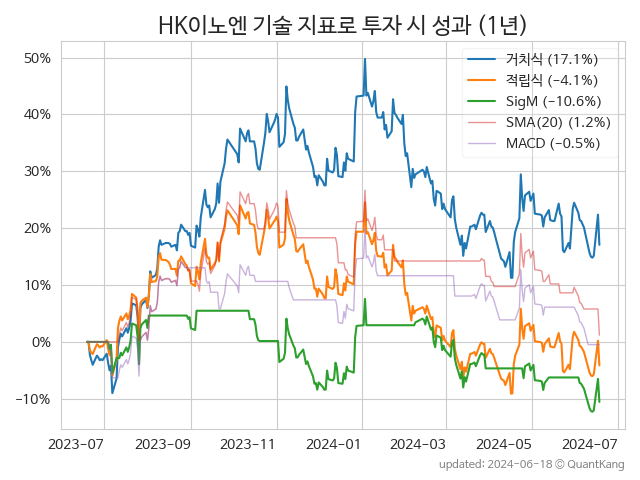 HK이노엔 기술 지표로 투자 시 성과 (1년)
거치식 (17.1%)
적립식 (−4.1%)
SigM (−10.6%)
SMA(20) (1.2%)
MACD (−0.5%)
50%
40%
30%
20%
10%
0%
−10%
2023-07 2023-09 2023-11 2024-01 2024-03 2024-05 2024-07
updated: 2024-06-18 © QuantKang